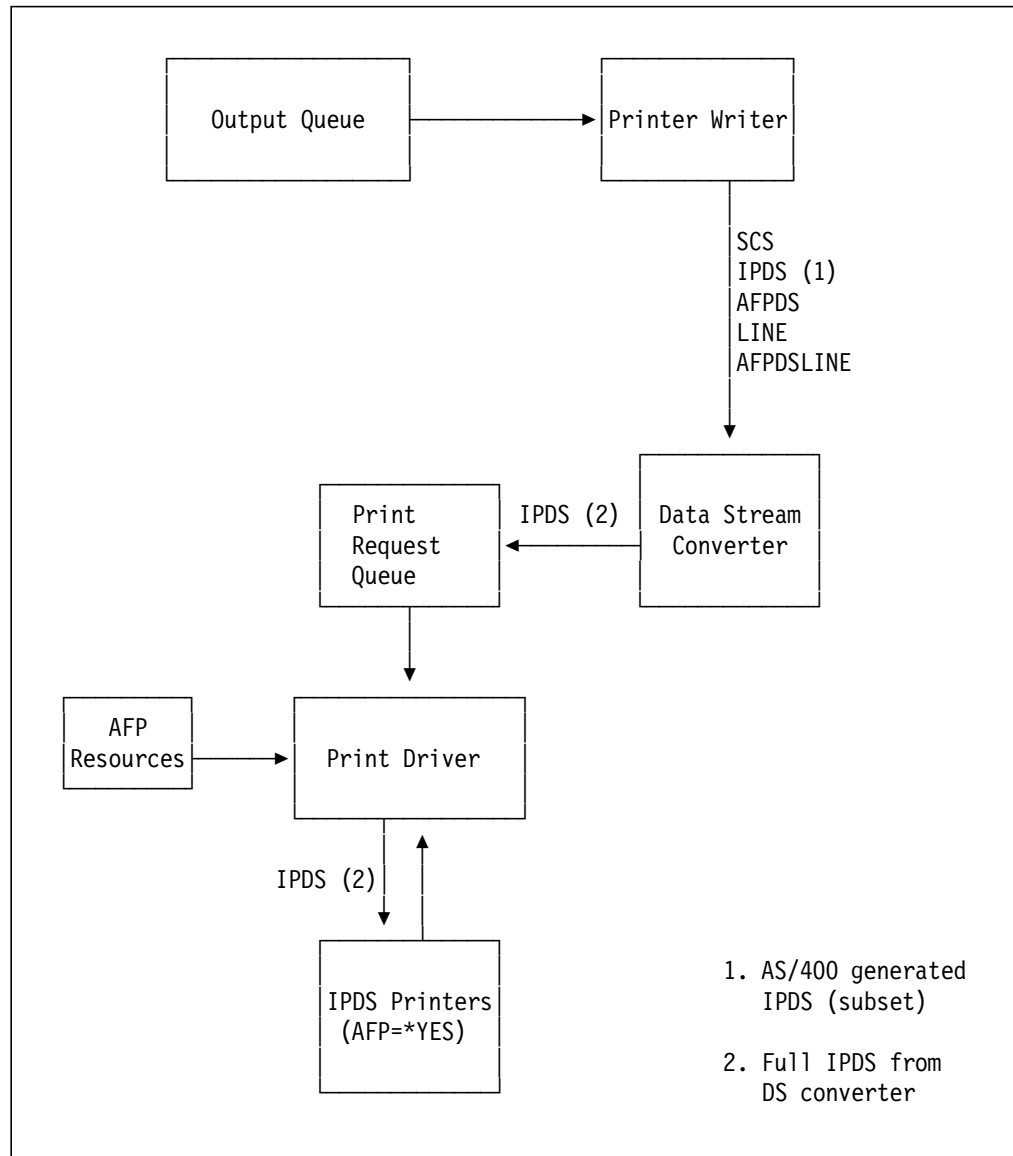 Output Queue
Printer Writer
SCS
IPDS (1)
AFPDS
LINE
AFPDSLINE
Print
Request
Queue
IPDS (2)
Data Stream
Converter
AFP
Resources
Print Driver
IPDS (2)
IPDS Printers
(AFP=*YES)
1. AS/400 generated
IPDS (subset)
2. Full IPDS from
DS converter